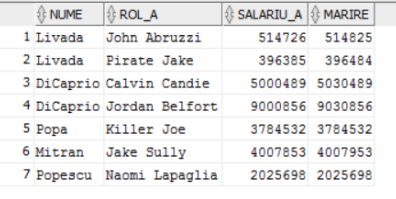 NUME ROL_A SALARIU_A MARIRE
1 Livada John Abruzzi 514726 514825
2 Livada Pirate Jake 396385 396484
3 DiCaprio Calvin Candie 5000489 5030489
4 DiCaprio Jordan Belfort 9000856 9030856
5 Popa Killer Joe 3784532 3784532
6 Mitran Jake Sully 4007853 4007953
7 Popescu Naomi Lapaglia 2025698 2025698